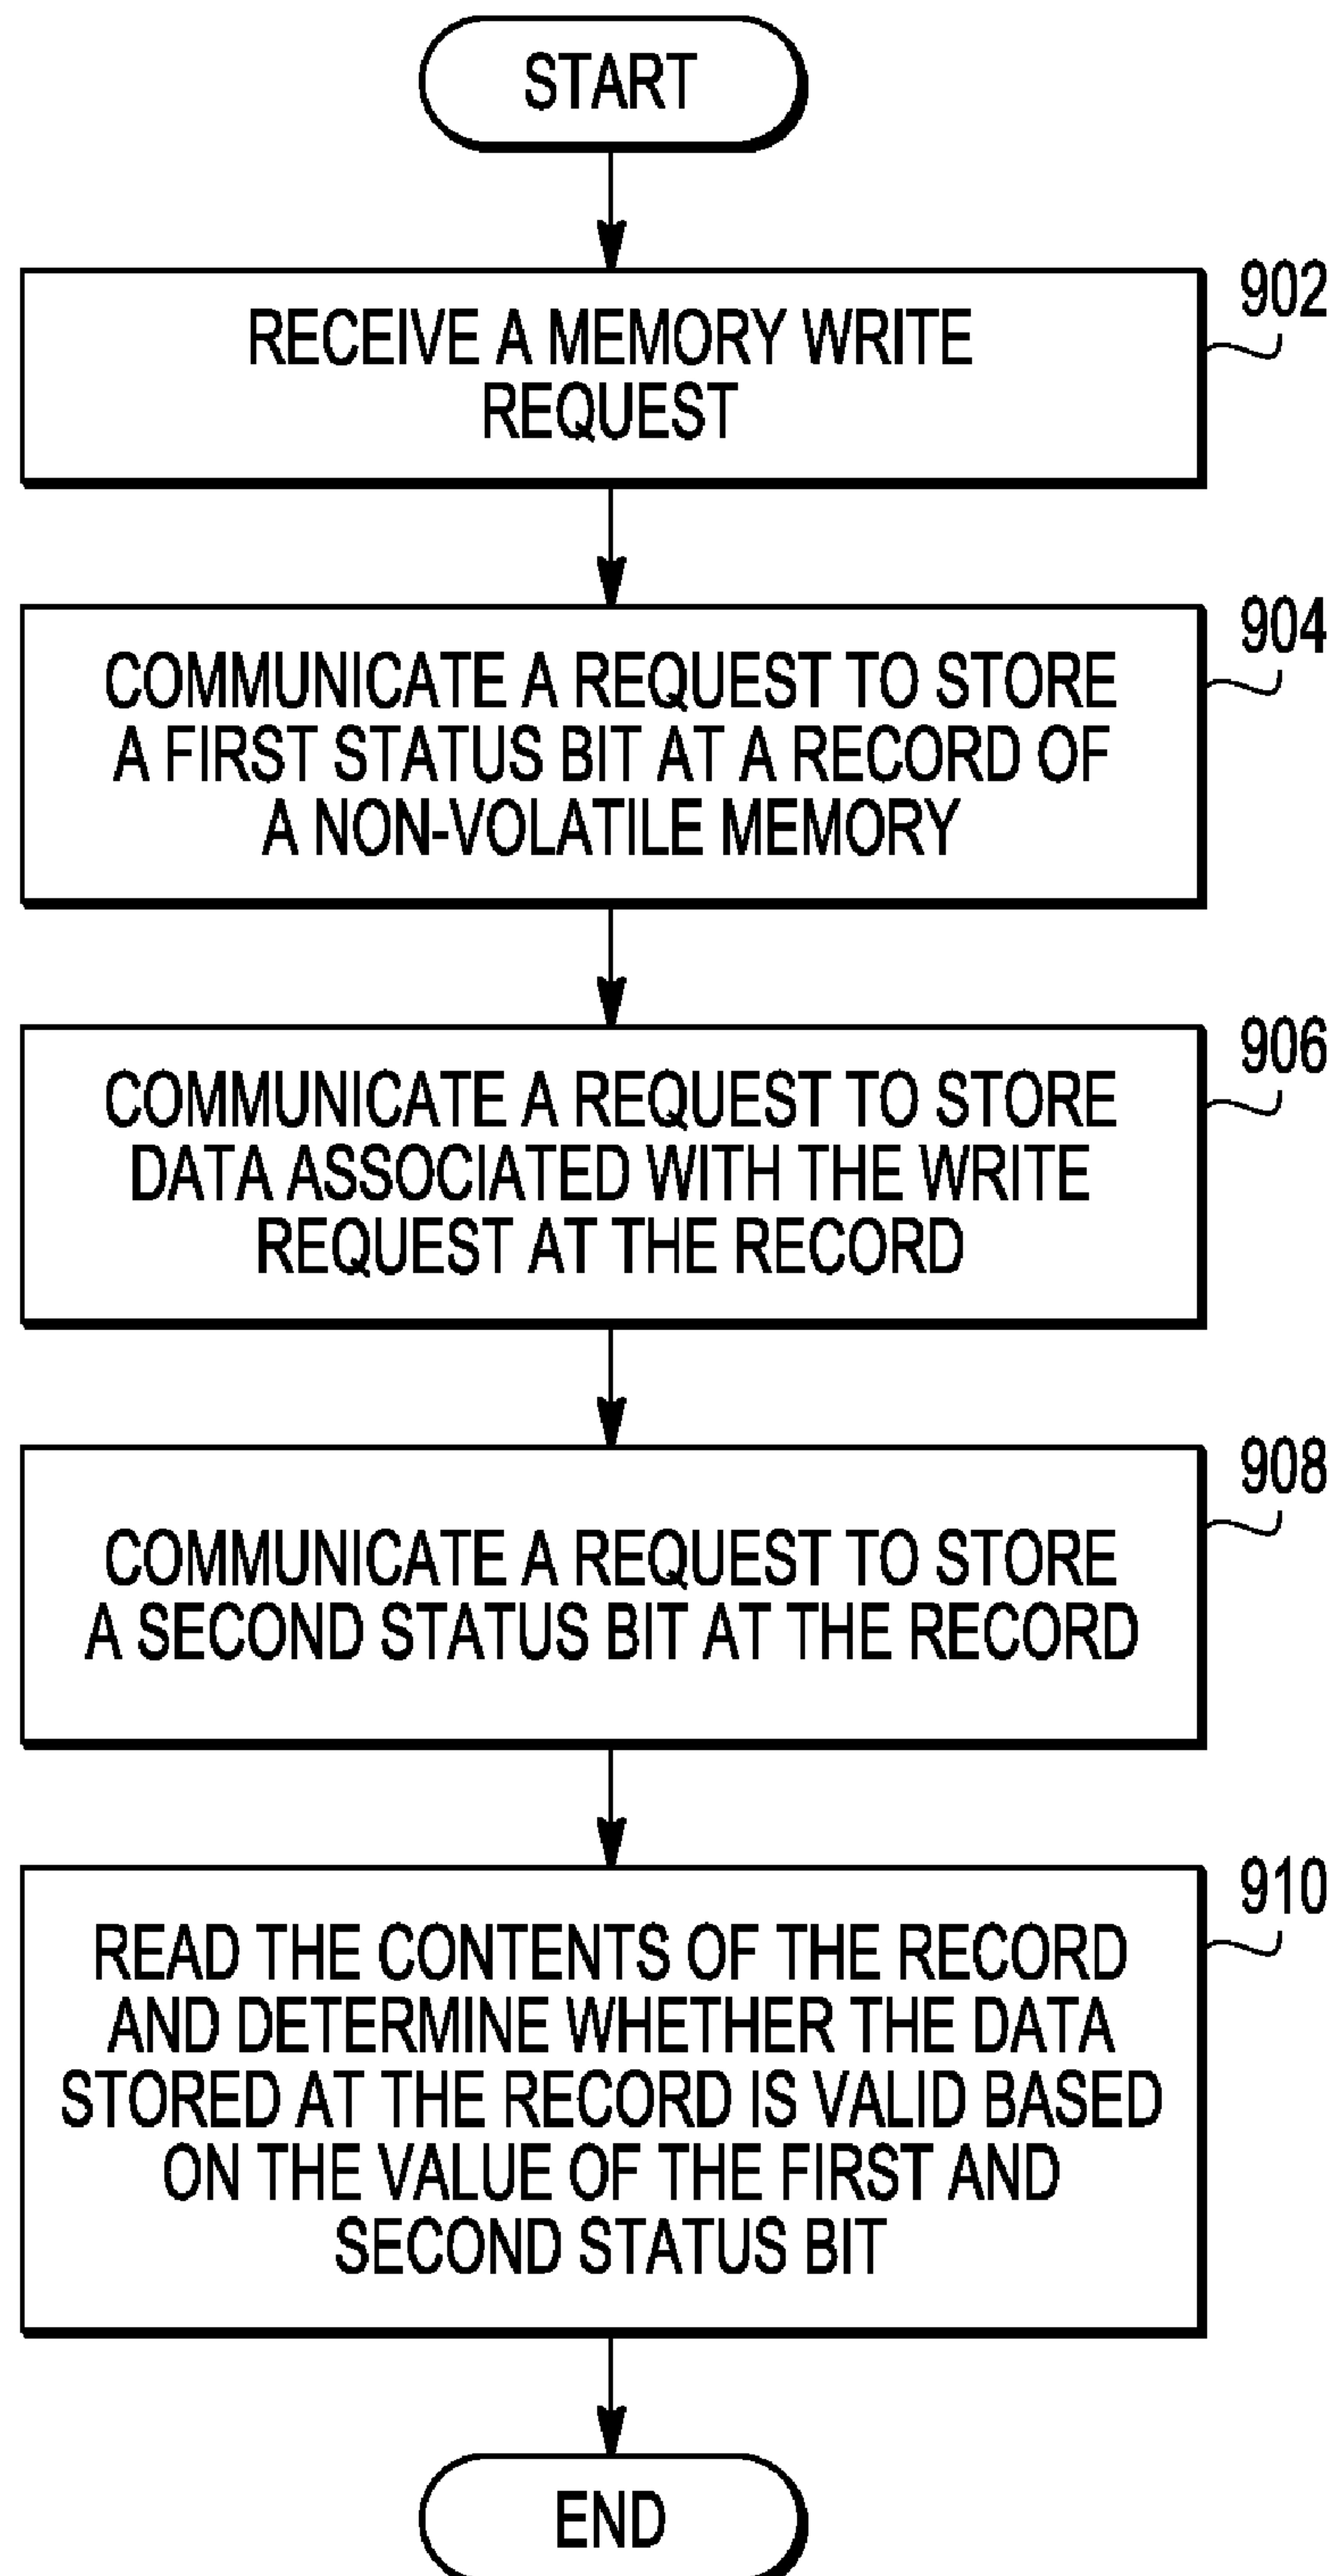 START
902
RECEIVE A MEMORY WRITE
REQUEST
904
COMMUNICATE A REQUEST TO STORE
A FIRST STATUS BIT AT A RECORD OF
A NON-VOLATILE MEMORY
906
COMMUNICATE A REQUEST TO STORE
DATA ASSOCIATED WITH THE WRITE
REQUEST AT THE RECORD
908
COMMUNICATE A REQUEST TO STORE
A SECOND STATUS BIT AT THE RECORD
910
READ THE CONTENTS OF THE RECORD
AND DETERMINE WHETHER THE DATA
STORED AT THE RECORD IS VALID BASED
ON THE VALUE OF THE FIRST AND
SECOND STATUS BIT
END